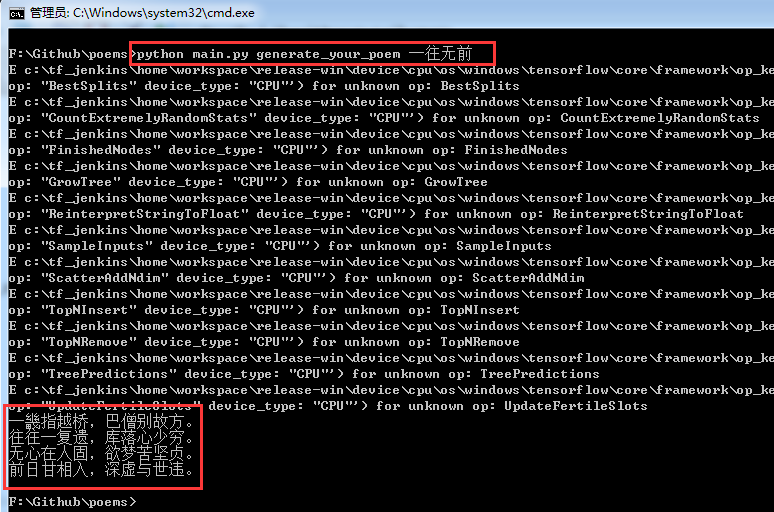 管理员: C:\Windows\system32\cmd.exe
F:\Github\poems>python main.py generate_your_poem 一往无前
E c:\tf_jenkins\home\workspace\release-win\device\cpu\os\windows\tensorflow\core\framework\op_ke
op: "BestSplits" device_type: "CPU"') for unknown op: BestSplits
E c:\tf_jenkins\home\workspace\release-win\device\cpu\os\windows\tensorflow\core\framework\op_ke
op: "CountExtremelyRandomStats" device_type: "CPU"') for unknown op: CountExtremelyRandomStats
E c:\tf_jenkins\home\workspace\release-win\device\cpu\os\windows\tensorflow\core\framework\op_ke
op: "FinishedNodes" device_type: "CPU"') for unknown op: FinishedNodes
E c:\tf_jenkins\home\workspace\release-win\device\cpu\os\windows\tensorflow\core\framework\op_ke
op: "GrowTree" device_type: "CPU"') for unknown op: GrowTree
E c:\tf_jenkins\home\workspace\release-win\device\cpu\os\windows\tensorflow\core\framework\op_ke
op: "ReinterpretStringToFloat" device_type: "CPU"') for unknown op: ReinterpretStringToFloat
E c:\tf_jenkins\home\workspace\release-win\device\cpu\os\windows\tensorflow\core\framework\op_ke
op: "SampleInputs" device_type: "CPU"') for unknown op: SampleInputs
E c:\tf_jenkins\home\workspace\release-win\device\cpu\os\windows\tensorflow\core\framework\op_ke
op: "ScatterAddNdim" device_type: "CPU"') for unknown op: ScatterAddNdim
E c:\tf_jenkins\home\workspace\release-win\device\cpu\os\windows\tensorflow\core\framework\op_ke
op: "TopNInsert" device_type: "CPU"') for unknown op: TopNInsert
E c:\tf_jenkins\home\workspace\release-win\device\cpu\os\windows\tensorflow\core\framework\op_ke
op: "TopNRemove" device_type: "CPU"') for unknown op: TopNRemove
E c:\tf_jenkins\home\workspace\release-win\device\cpu\os\windows\tensorflow\core\framework\op_ke
op: "TreePredictions" device_type: "CPU"') for unknown op: TreePredictions
E c:\tf_jenkins\home\workspace\release-win\device\cpu\os\windows\tensorflow\core\framework\op_ke
op: "UpdateFertileSlots" device_type: "CPU"') for unknown op: UpdateFertileSlots
一指越桥，巴僧别故方。
往往一复遗，库落心少穷。
无心在人固，欲梦苦坚贞。
前日甘相入，深虚与世违。
F:\Github\poems>